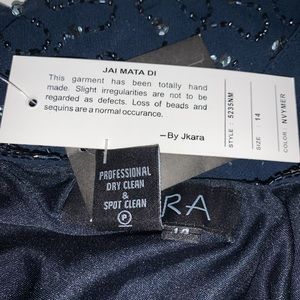 JAI MATA DI
This garment has been totally hand
made. Slight irregularities are not to be
regarded as defects. Loss of beads and
sequins are a normal occurance.
—By Jkara
STYLE : 5235NM
SIZE : 14
COLOR : NVYMER
PROFESSIONAL
DRY CLEAN
&
SPOT CLEAN
P
RA